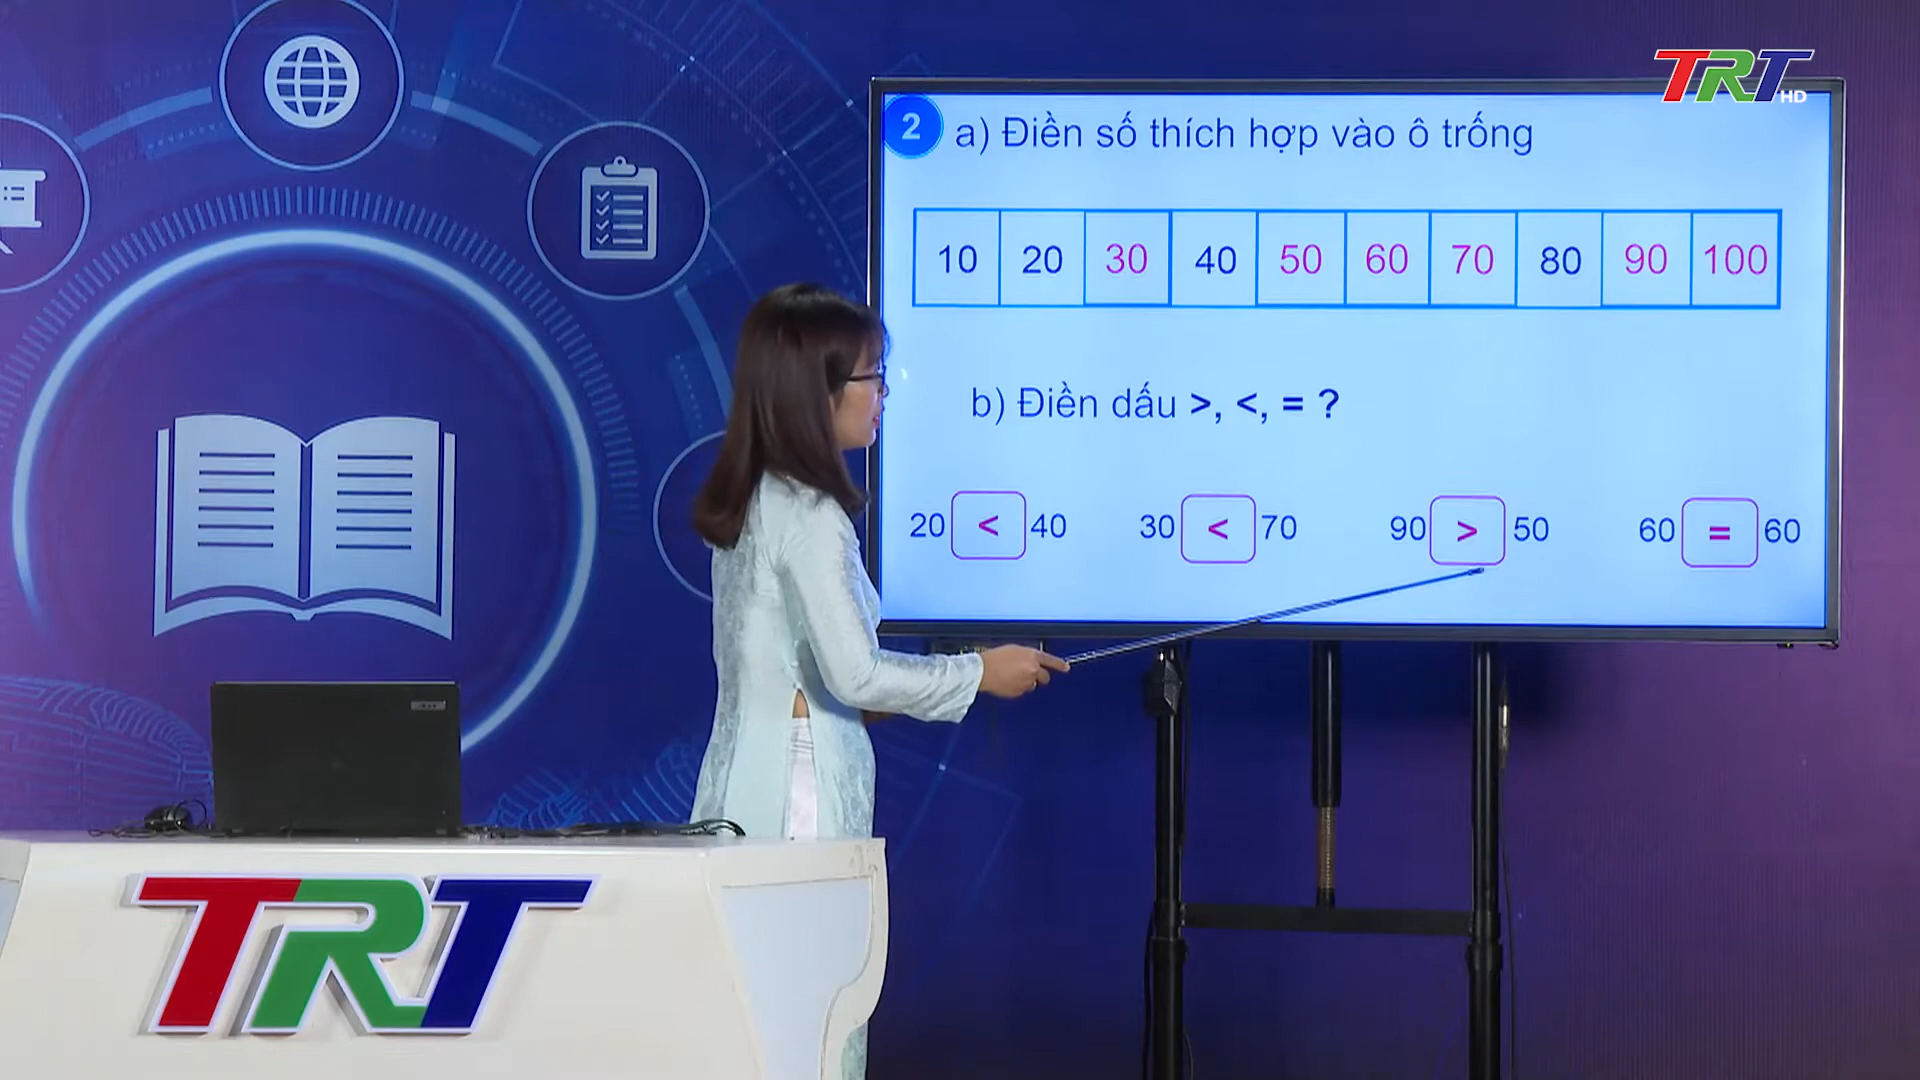 TRT HD
2 a) Điền số thích hợp vào ô trống
10 20 30 40 50 60 70 80 90 100
b) Điền dấu >, <, = ?
20 < 40 30 < 70 90 > 50 60 = 60
TRT